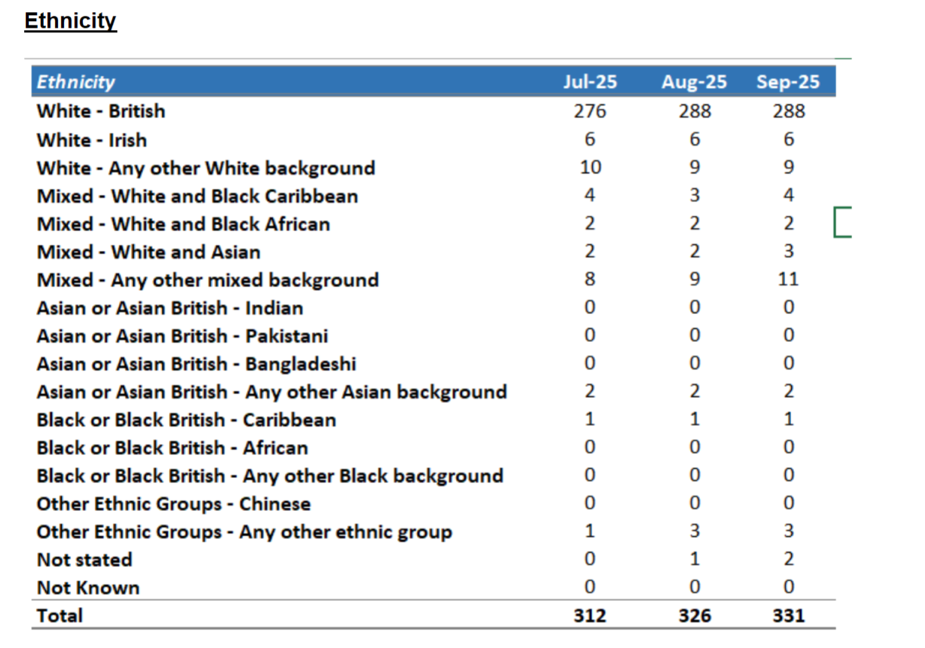 Ethnicity
Ethnicity Jul-25 Aug-25 Sep-25
White - British 276 288 288
White - Irish 6 6 6
White - Any other White background 10 9 9
Mixed - White and Black Caribbean 4 3 4
Mixed - White and Black African 2 2 2
Mixed - White and Asian 2 2 3
Mixed - Any other mixed background 8 9 11
Asian or Asian British - Indian 0 0 0
Asian or Asian British - Pakistani 0 0 0
Asian or Asian British - Bangladeshi 0 0 0
Asian or Asian British - Any other Asian background 2 2 2
Black or Black British - Caribbean 1 1 1
Black or Black British - African 0 0 0
Black or Black British - Any other Black background 0 0 0
Other Ethnic Groups - Chinese 0 0 0
Other Ethnic Groups - Any other ethnic group 1 3 3
Not stated 0 1 2
Not Known 0 0 0
Total 312 326 331